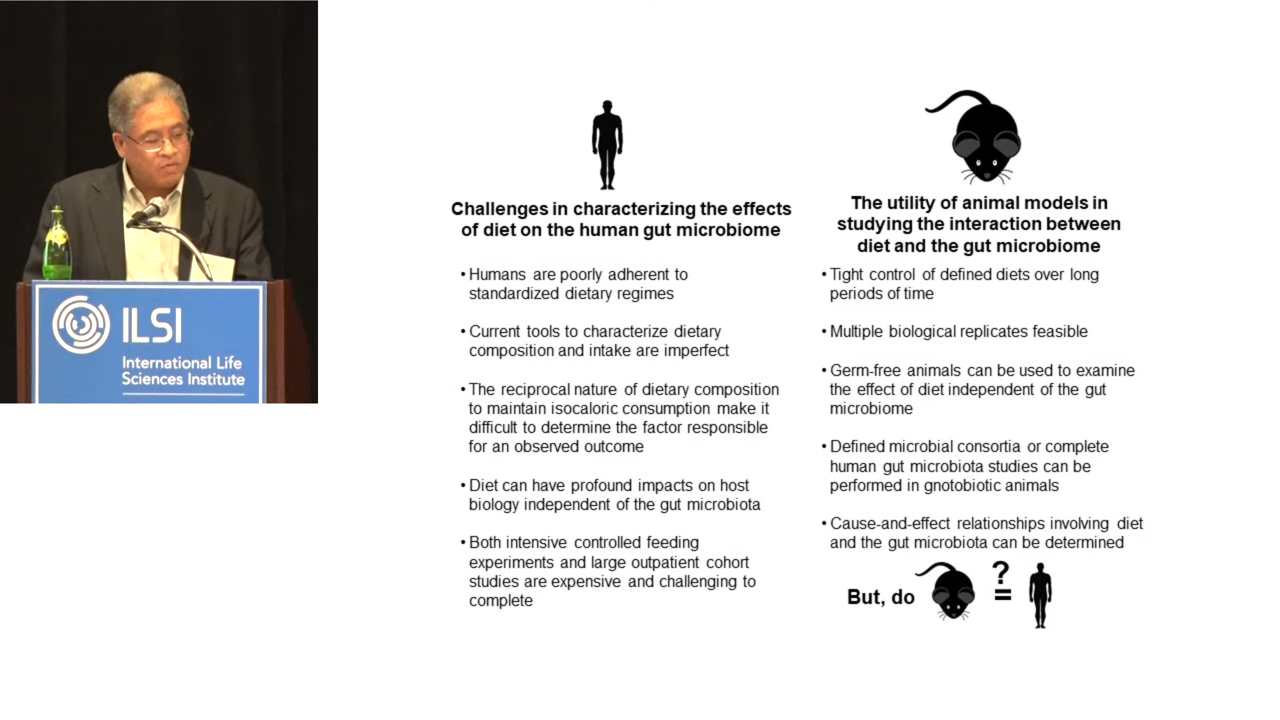 ILSI
International Life
Sciences Institute
Challenges in characterizing the effects
of diet on the human gut microbiome
• Humans are poorly adherent to
standardized dietary regimes
• Current tools to characterize dietary
composition and intake are imperfect
• The reciprocal nature of dietary composition
to maintain isocaloric consumption make it
difficult to determine the factor responsible
for an observed outcome
• Diet can have profound impacts on host
biology independent of the gut microbiota
• Both intensive controlled feeding
experiments and large outpatient cohort
studies are expensive and challenging to
complete
The utility of animal models in
studying the interaction between
diet and the gut microbiome
• Tight control of defined diets over long
periods of time
• Multiple biological replicates feasible
• Germ-free animals can be used to examine
the effect of diet independent of the gut
microbiome
• Defined microbial consortia or complete
human gut microbiota studies can be
performed in gnotobiotic animals
• Cause-and-effect relationships involving diet
and the gut microbiota can be determined
But, do ? =